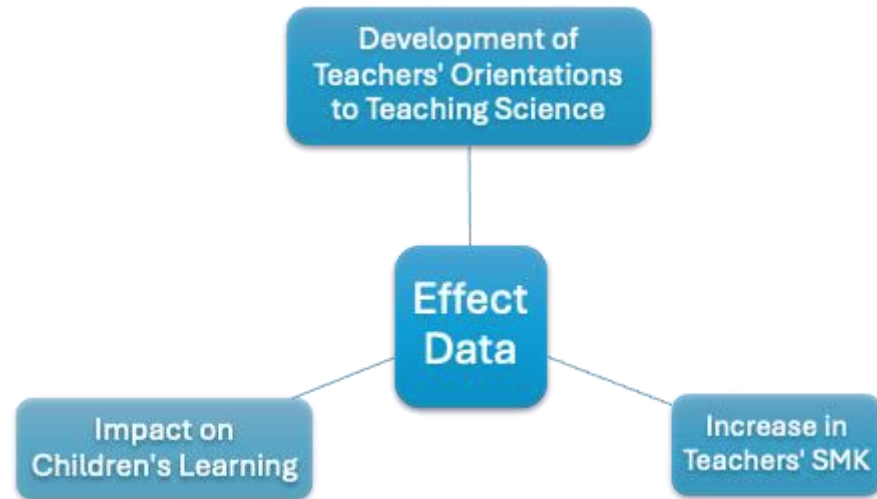 Development of
Teachers' Orientations
to Teaching Science
Effect
Data
Impact on
Children's Learning
Increase in
Teachers' SMK